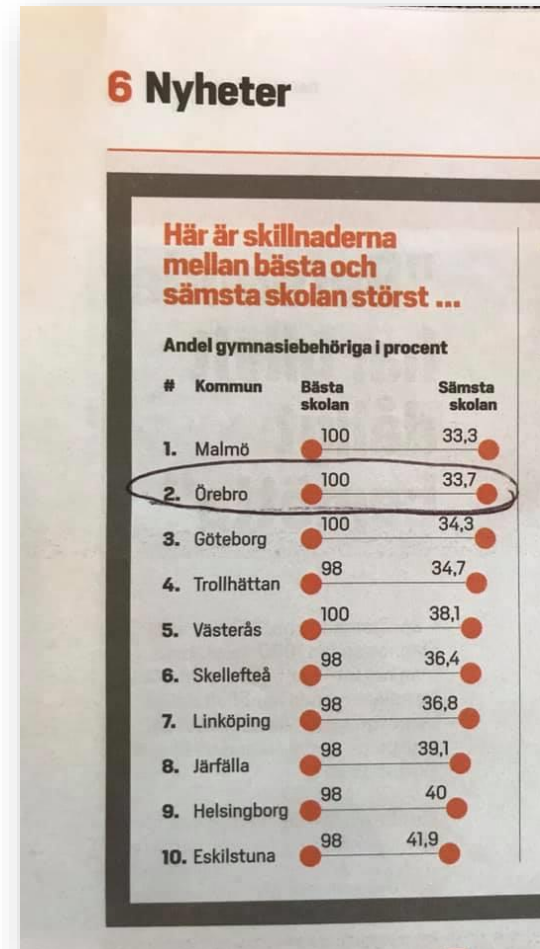 6 Nyheter
Här är skillnaderna
mellan bästa och
sämsta skolan störst ...
Andel gymnasiebehöriga i procent
# Kommun Bästa skolan Sämsta skolan
1. Malmö 100 33,3
2. Örebro 100 33,7
3. Göteborg 100 34,3
4. Trollhättan 98 34,7
5. Västerås 100 38,1
6. Skellefteå 98 36,4
7. Linköping 98 36,8
8. Järfälla 98 39,1
9. Helsingborg 98 40
10. Eskilstuna 98 41,9